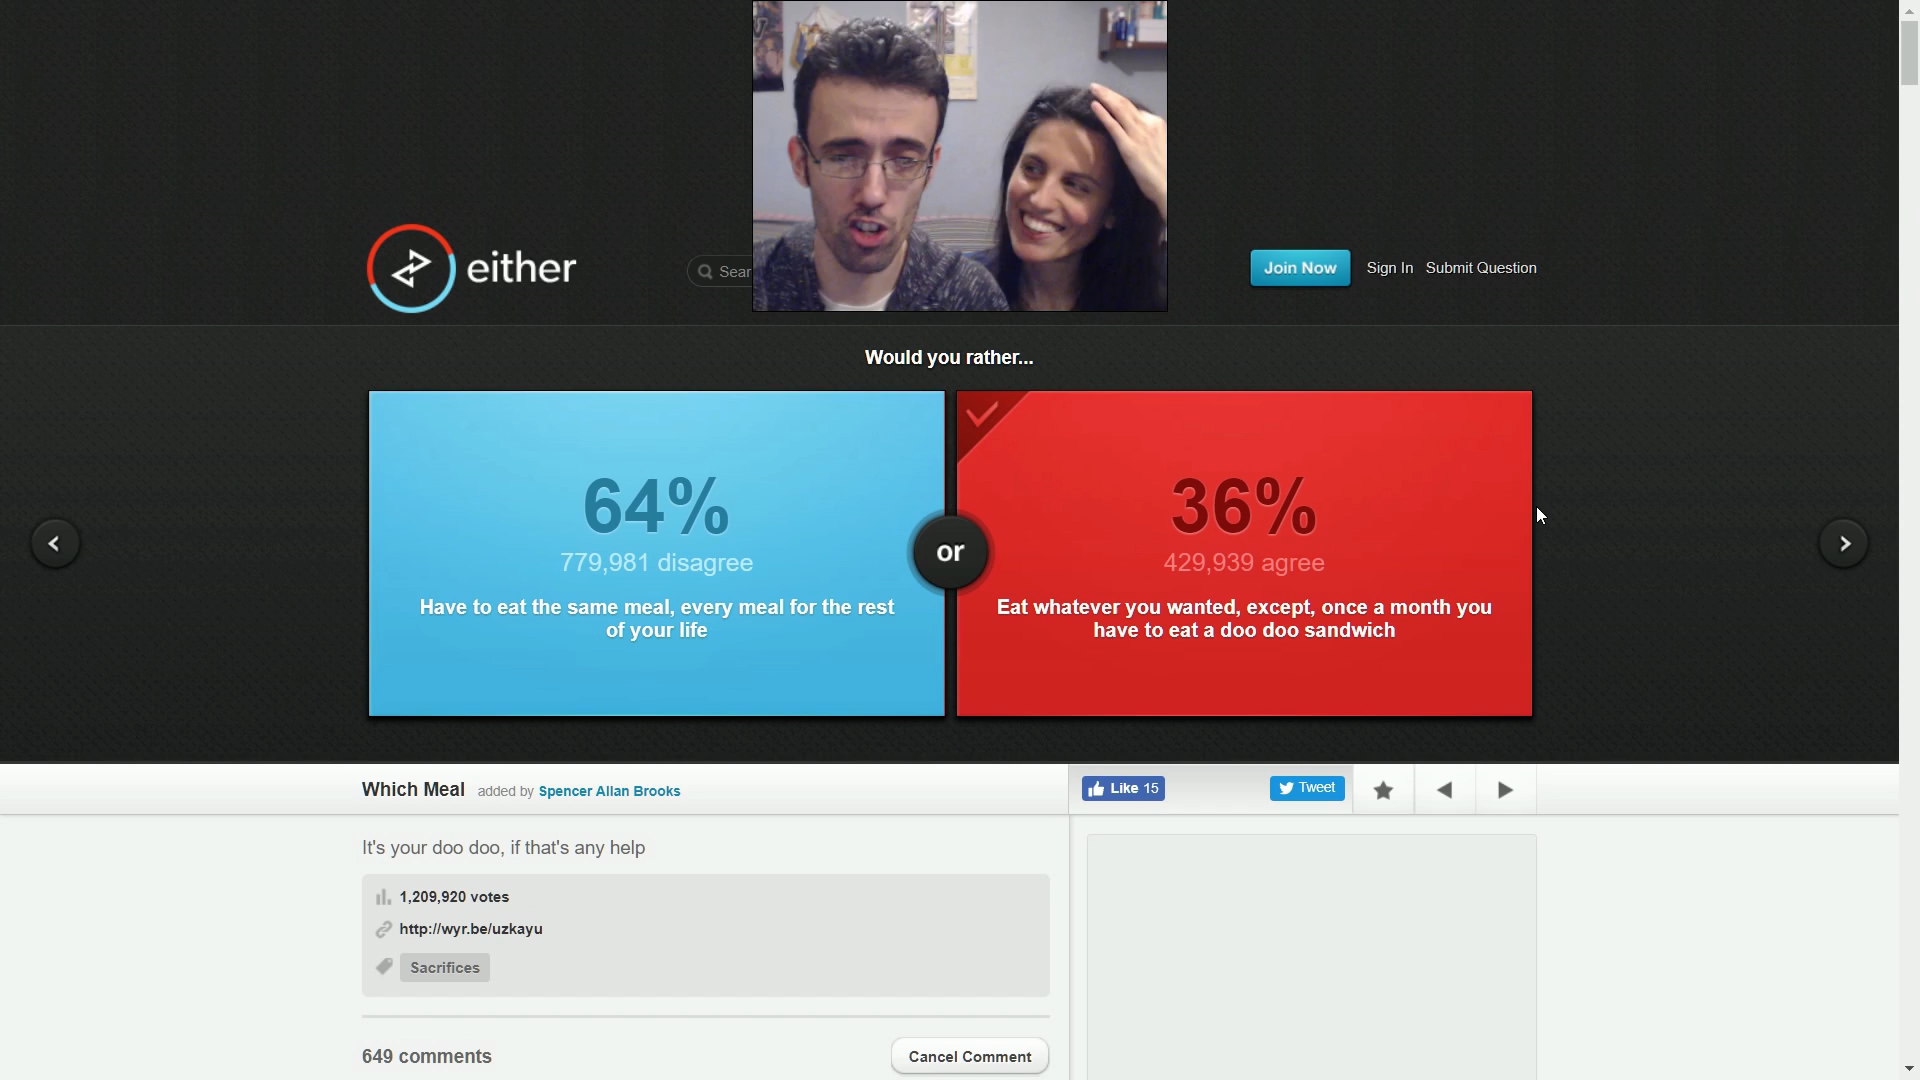 either
Sear
Join Now
Sign In
Submit Question
Would you rather...
64%
779,981 disagree
Have to eat the same meal, every meal for the rest
of your life
or
36%
429,939 agree
Eat whatever you wanted, except, once a month you
have to eat a doo doo sandwich
Which Meal added by Spencer Allan Brooks
Like 15
Tweet
It's your doo doo, if that's any help
1,209,920 votes
http://wyr.be/uzkayu
Sacrifices
649 comments
Cancel Comment